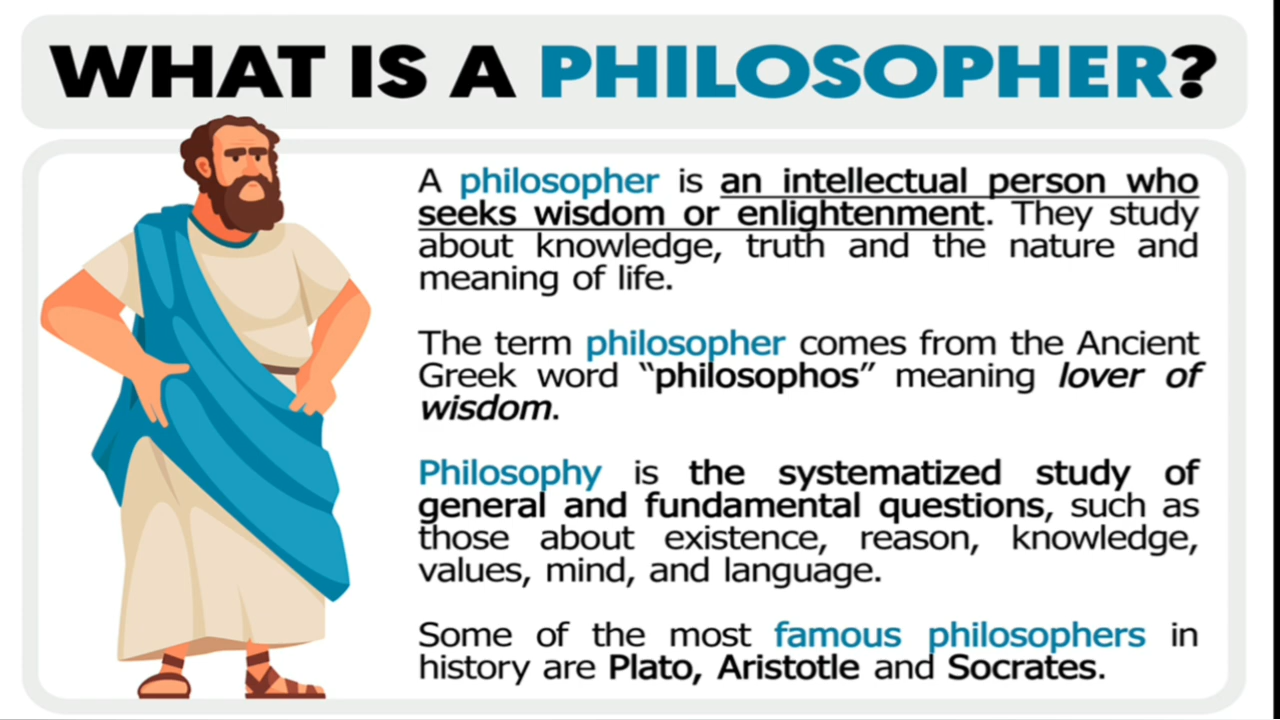 WHAT IS A PHILOSOPHER?
A philosopher is an intellectual person who
seeks wisdom or enlightenment. They study
about knowledge, truth and the nature and
meaning of life.
The term philosopher comes from the Ancient
Greek word “philosophos” meaning lover of
wisdom.
Philosophy is the systematized study of
general and fundamental questions, such as
those about existence, reason, knowledge,
values, mind, and language.
Some of the most famous philosophers in
history are Plato, Aristotle and Socrates.